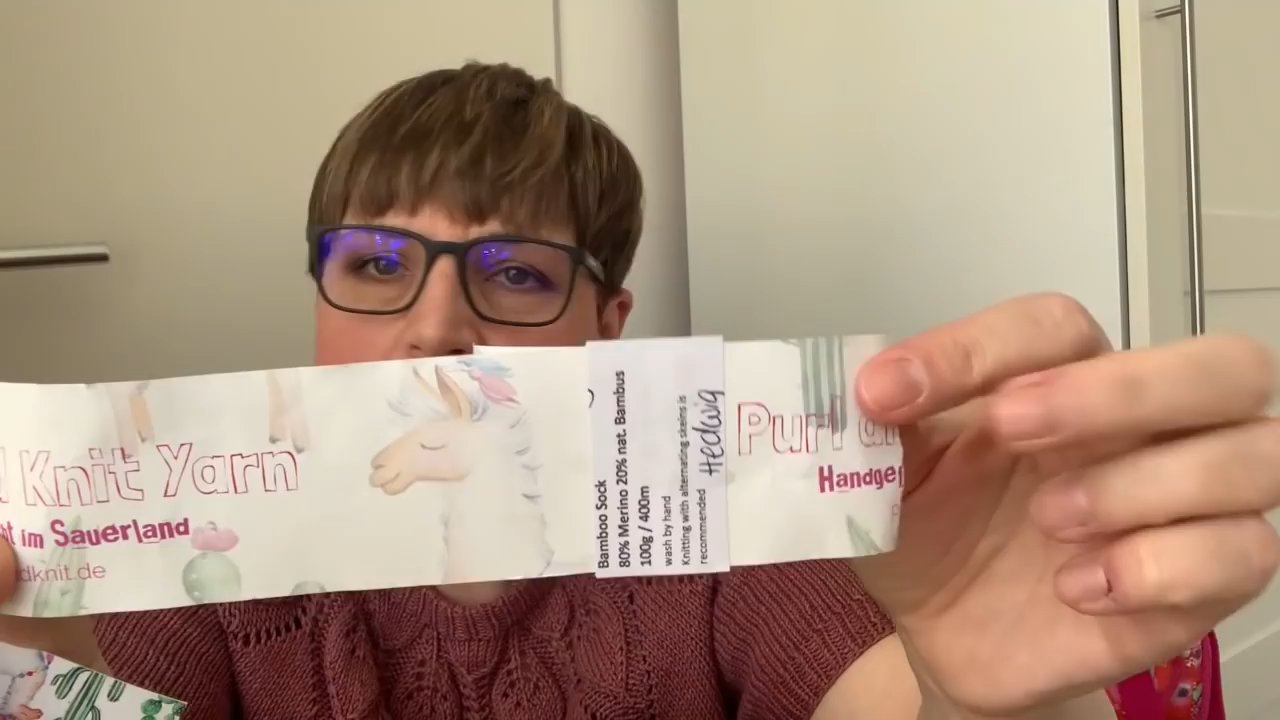 Knit Yarn
im Sauerland
dknit.de
Bamboo Sock
80% Merino 20% nat. Bambus
100g / 400m
wash by hand
Knitting with alternating skeins is
recommended
Hedwig
Purl